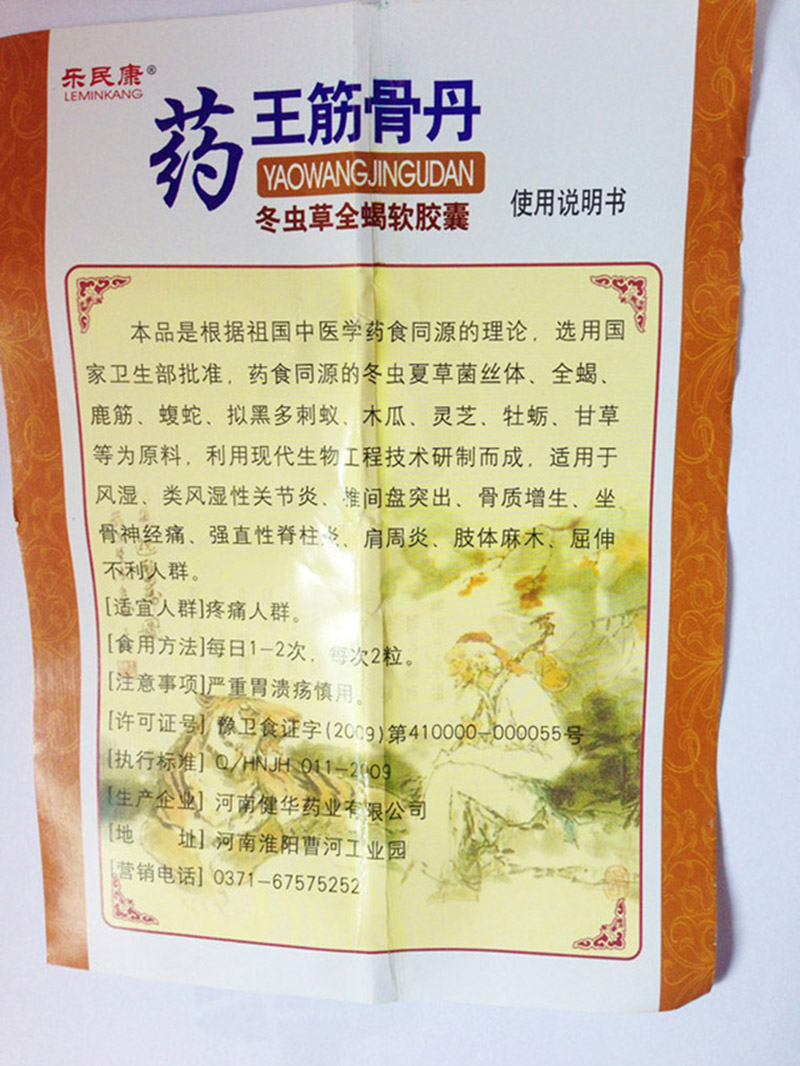 乐民康®
LEMINKANG
药王筋骨丹
YAOWANGJINGUDAN
冬虫草全蝎软胶囊
使用说明书
本品是根据祖国中医学药食同源的理论，选用国
家卫生部批准，药食同源的冬虫夏草菌丝体、全蝎、
鹿筋、蝮蛇、拟黑多刺蚁、木瓜、灵芝、牡蛎、甘草
等为原料，利用现代生物工程技术研制而成，适用于
风湿、类风湿性关节炎、椎间盘突出、骨质增生、坐
骨神经痛、强直性脊柱炎、肩周炎、肢体麻木、屈伸
不利人群。
[适宜人群]疼痛人群。
[食用方法]每日1-2次，每次2粒。
[注意事项]严重胃溃疡慎用。
[许可证号] 豫卫食证字(2009)第410000-000055号
[执行标准] Q/HNJH 011-2009
[生产企业] 河南健华药业有限公司
[地 址] 河南淮阳曹河工业园
[营销电话] 0371-67575252